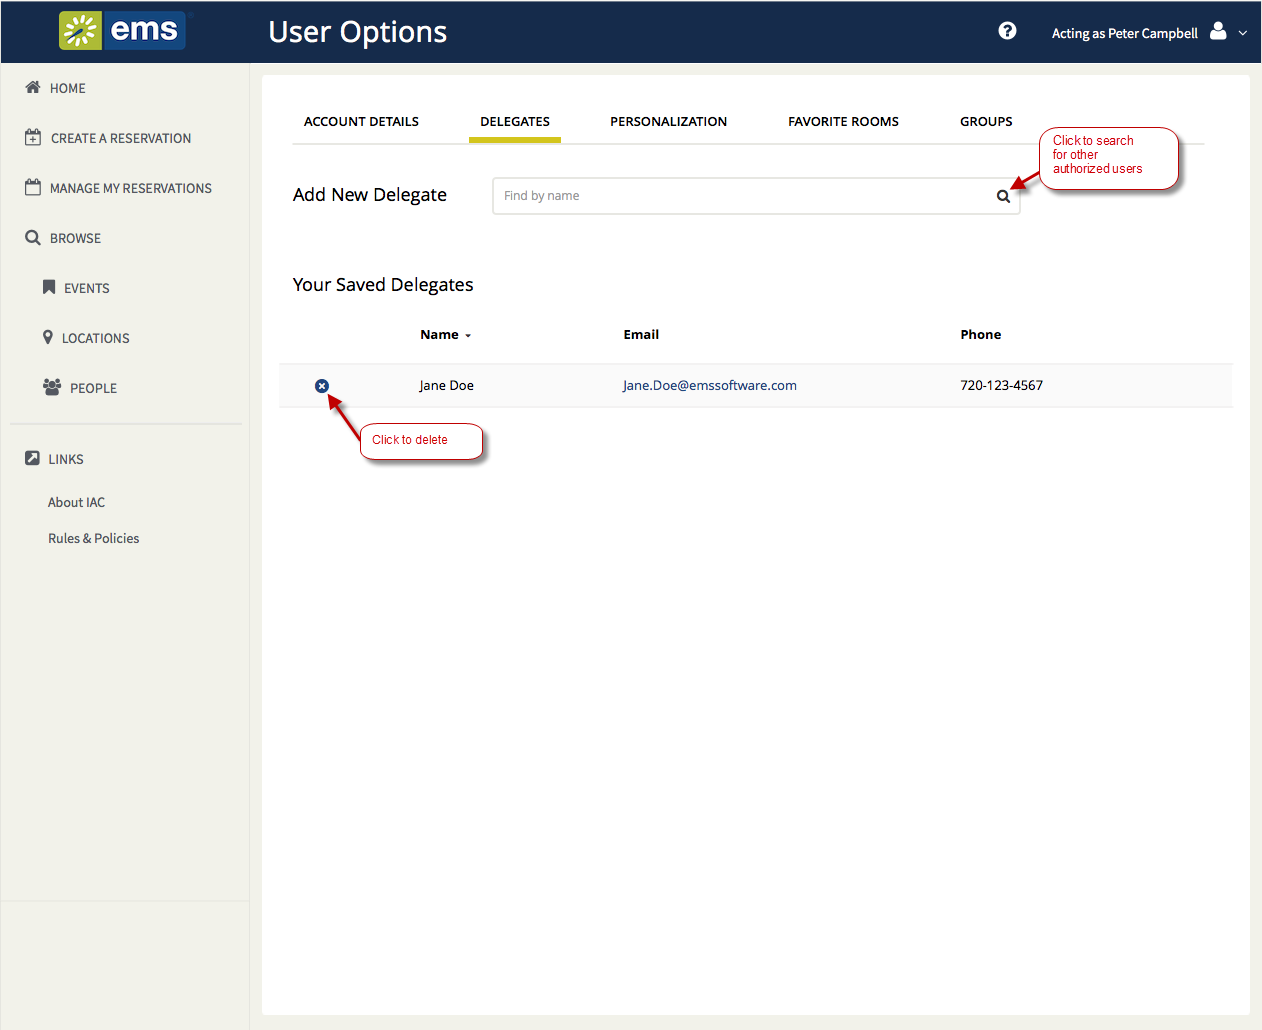 ems
User Options
Acting as Peter Campbell
HOME
CREATE A RESERVATION
MANAGE MY RESERVATIONS
BROWSE
EVENTS
LOCATIONS
PEOPLE
LINKS
About IAC
Rules & Policies
ACCOUNT DETAILS
DELEGATES
PERSONALIZATION
FAVORITE ROOMS
GROUPS
Click to search
for other
authorized users
Add New Delegate
Find by name
Your Saved Delegates
Name
Email
Phone
Jane Doe
Jane.Doe@emssoftware.com
720-123-4567
Click to delete